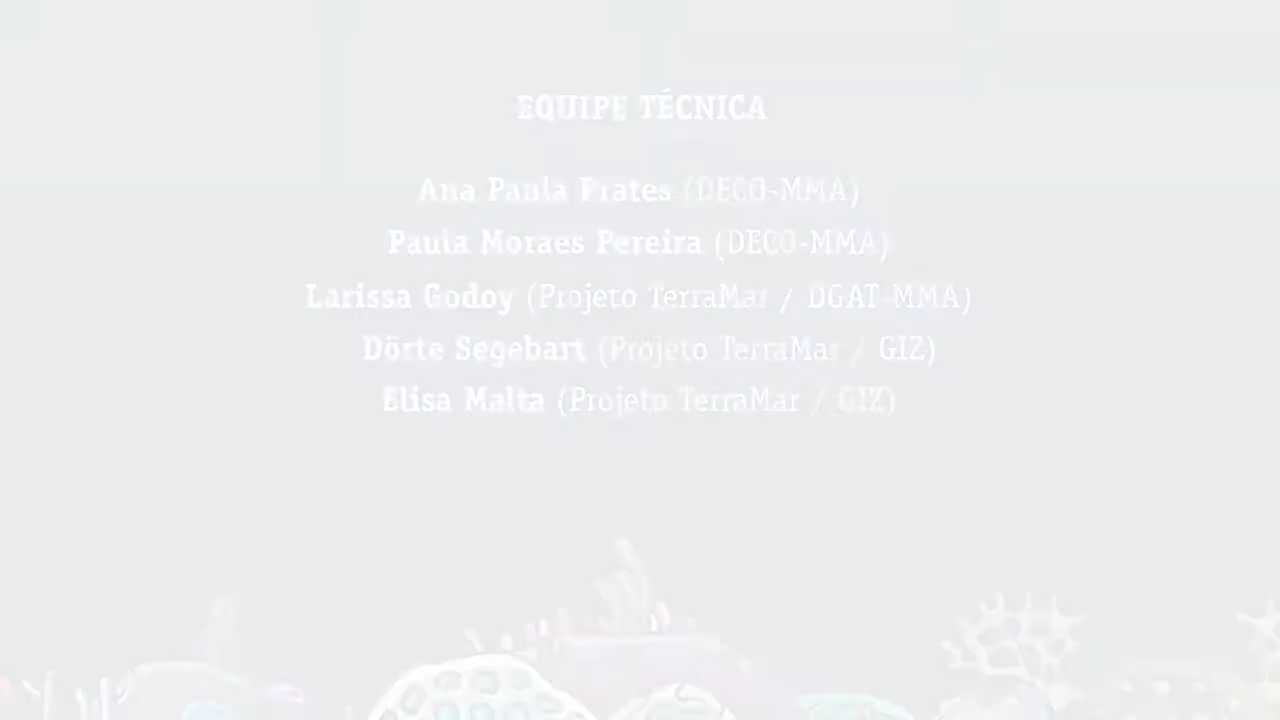 EQUIPE TÉCNICA
Ana Paula Prates (DECO-MMA)
Paula Moraes Pereira (DECO-MMA)
Larissa Godoy (Projeto TerraMar / DGAT-MMA)
Dörte Segebart (Projeto TerraMar / GIZ)
Elisa Malta (Projeto TerraMar / GIZ)